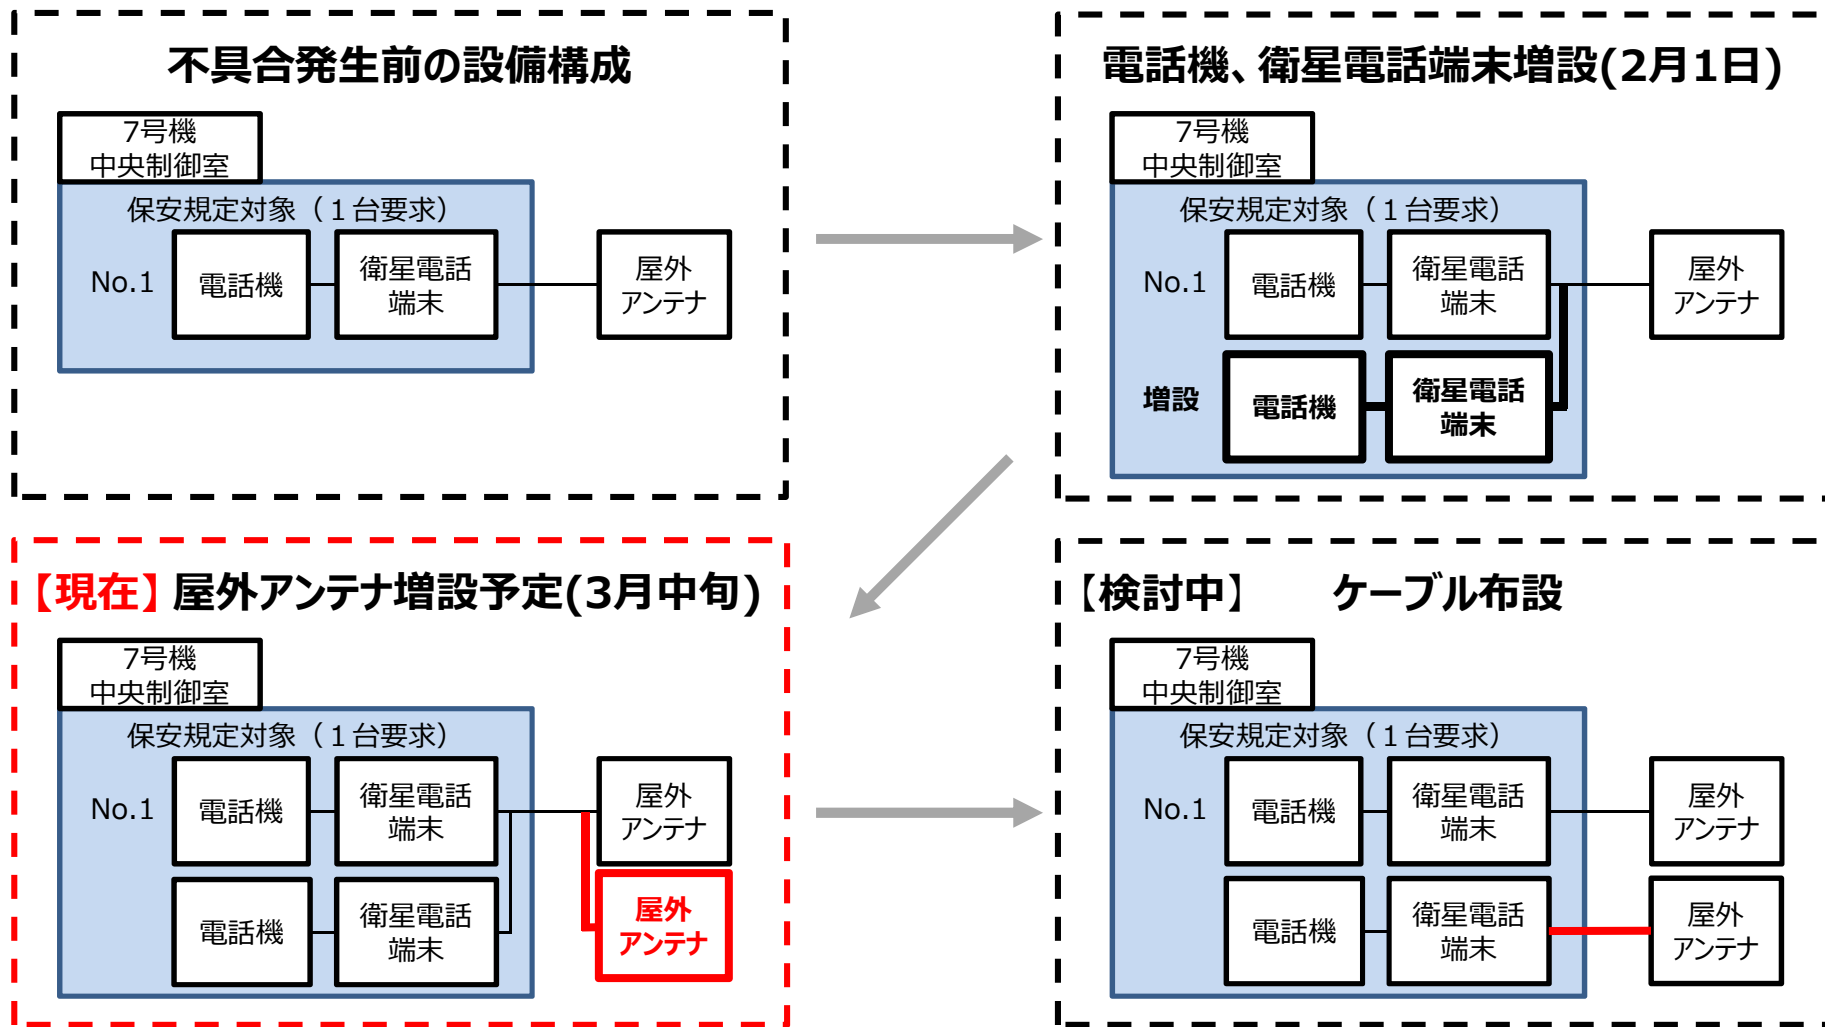 不具合発生前の設備構成
7号機
中央制御室
保安規定対象（１台要求）
No.1
電話機
衛星電話
端末
屋外
アンテナ
電話機、衛星電話端末増設(2月1日)
7号機
中央制御室
保安規定対象（１台要求）
No.1
電話機
衛星電話
端末
屋外
アンテナ
増設
電話機
衛星電話
端末
【現在】屋外アンテナ増設予定(3月中旬)
7号機
中央制御室
保安規定対象（１台要求）
No.1
電話機
衛星電話
端末
屋外
アンテナ
電話機
衛星電話
端末
屋外
アンテナ
【検討中】　ケーブル布設
7号機
中央制御室
保安規定対象（１台要求）
No.1
電話機
衛星電話
端末
屋外
アンテナ
電話機
衛星電話
端末
屋外
アンテナ